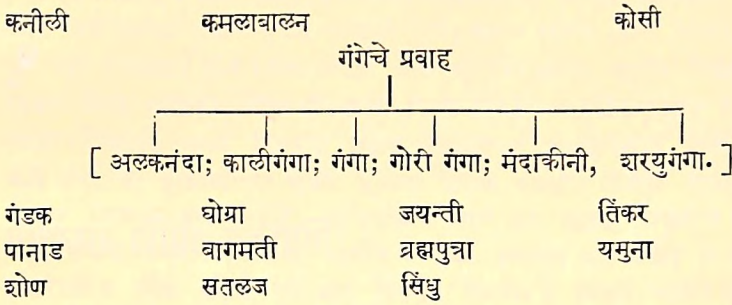 कनीली कमलाबालन कोसी
गंगेचे प्रवाह
[ अलकनंदा; कालीगंगा; गंगा; गोरी गंगा; मंदाकीनी, शरयुगंगा. ]
गंडक घोग्रा जयन्ती तिंकर
पानाड बागमती ब्रह्मपुत्रा यमुना
शोण सतलज सिंधु